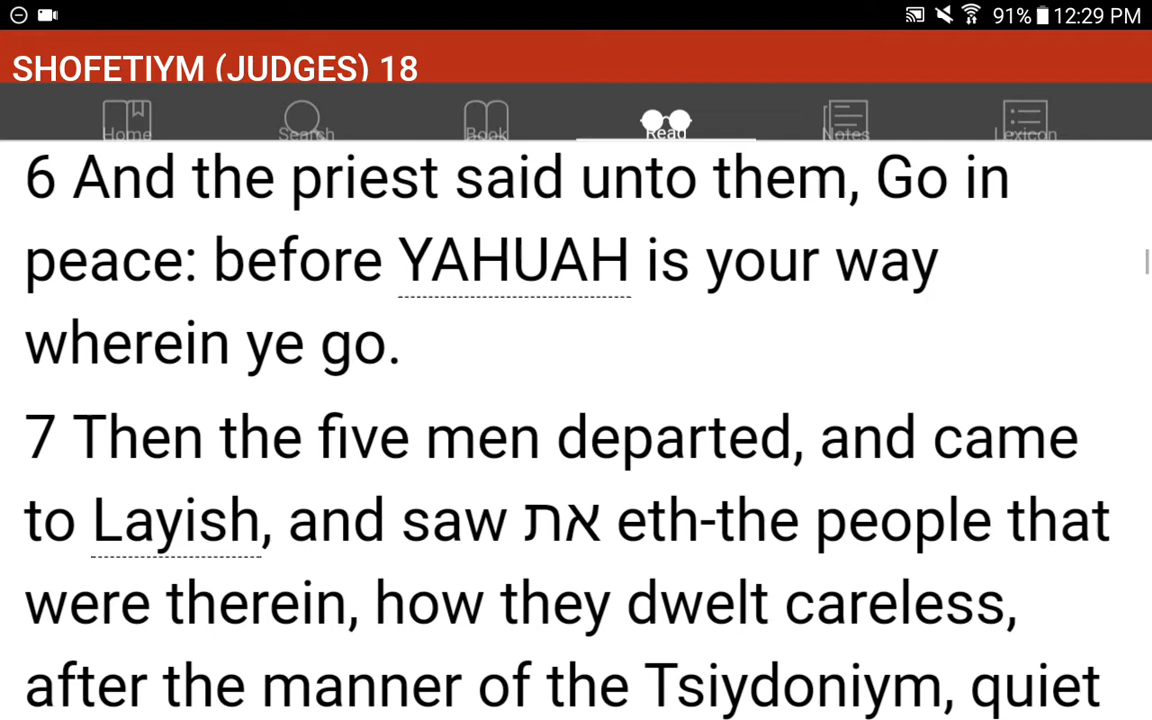 91% 12:29 PM
SHOFETIYM (JUDGES) 18
Home Search Book Read Notes Lexicon
6 And the priest said unto them, Go in
peace: before YAHUAH is your way
wherein ye go.
7 Then the five men departed, and came
to Layish, and saw את eth-the people that
were therein, how they dwelt careless,
after the manner of the Tsiydoniym, quiet